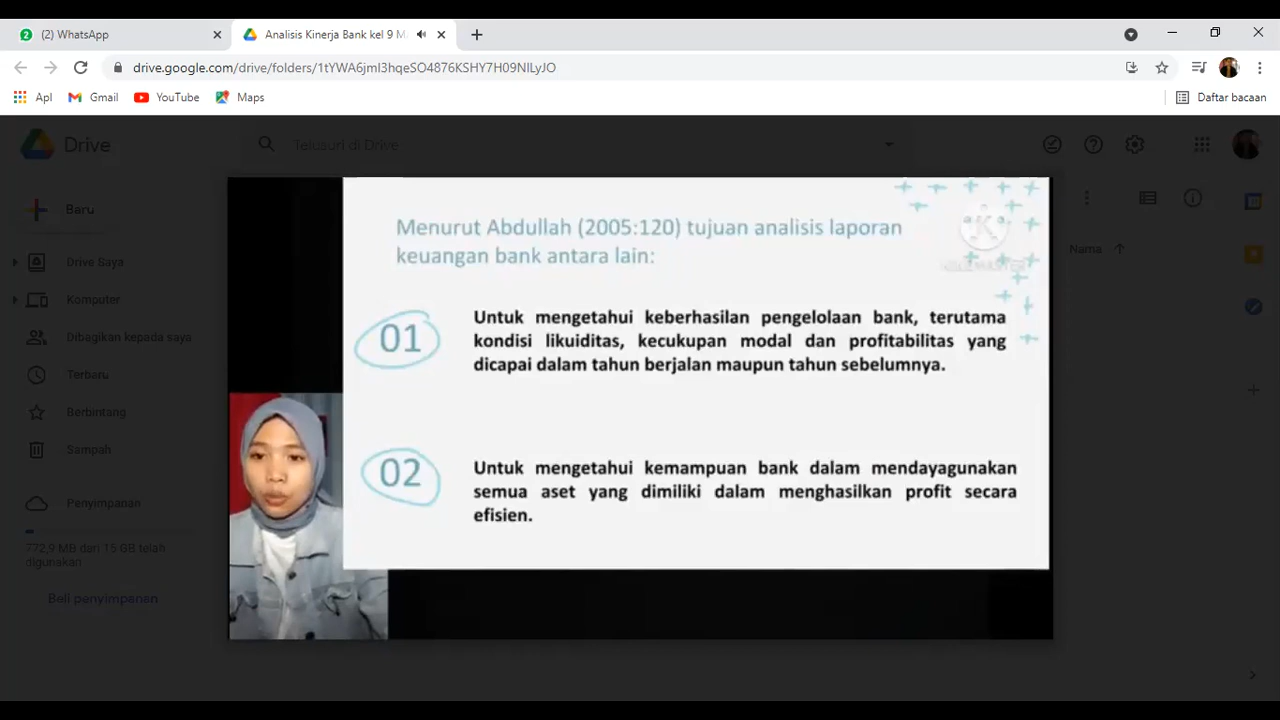 (2) WhatsApp
Analisis Kinerja Bank kel 9 M
drive.google.com/drive/folders/1tYWA6jmI3hqeSO4876KSHY7H09NILyJO
Apl
Gmail
YouTube
Maps
Daftar bacaan
Drive
Telusuri di Drive
Baru
Drive Saya
Komputer
Dibagikan kepada saya
Terbaru
Berbintang
Sampah
Penyimpanan
772,9 MB dari 15 GB telah
digunakan
Beli penyimpanan
Nama
Menurut Abdullah (2005:120) tujuan analisis laporan
keuangan bank antara lain:
K
KINEMASTER
01
Untuk mengetahui keberhasilan pengelolaan bank, terutama
kondisi likuiditas, kecukupan modal dan profitabilitas yang
dicapai dalam tahun berjalan maupun tahun sebelumnya.
02
Untuk mengetahui kemampuan bank dalam mendayagunakan
semua aset yang dimiliki dalam menghasilkan profit secara
efisien.